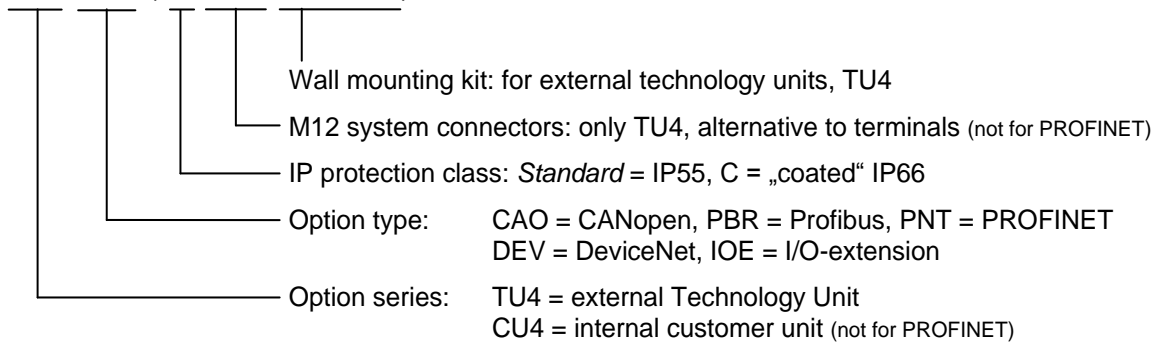 Wall mounting kit: for external technology units, TU4
M12 system connectors: only TU4, alternative to terminals (not for PROFINET)
IP protection class: Standard = IP55, C = „coated“ IP66
Option type: CAO = CANopen, PBR = Profibus, PNT = PROFINET
DEV = DeviceNet, IOE = I/O-extension
Option series: TU4 = external Technology Unit
CU4 = internal customer unit (not for PROFINET)